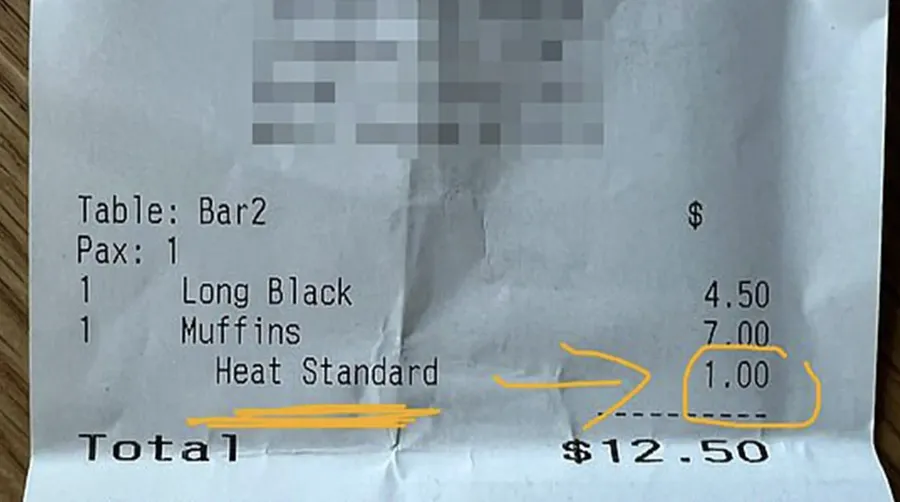 Table: Bar2 $
Pax: 1
1 Long Black 4.50
1 Muffins 7.00
Heat Standard 1.00
----------
Total $12.50